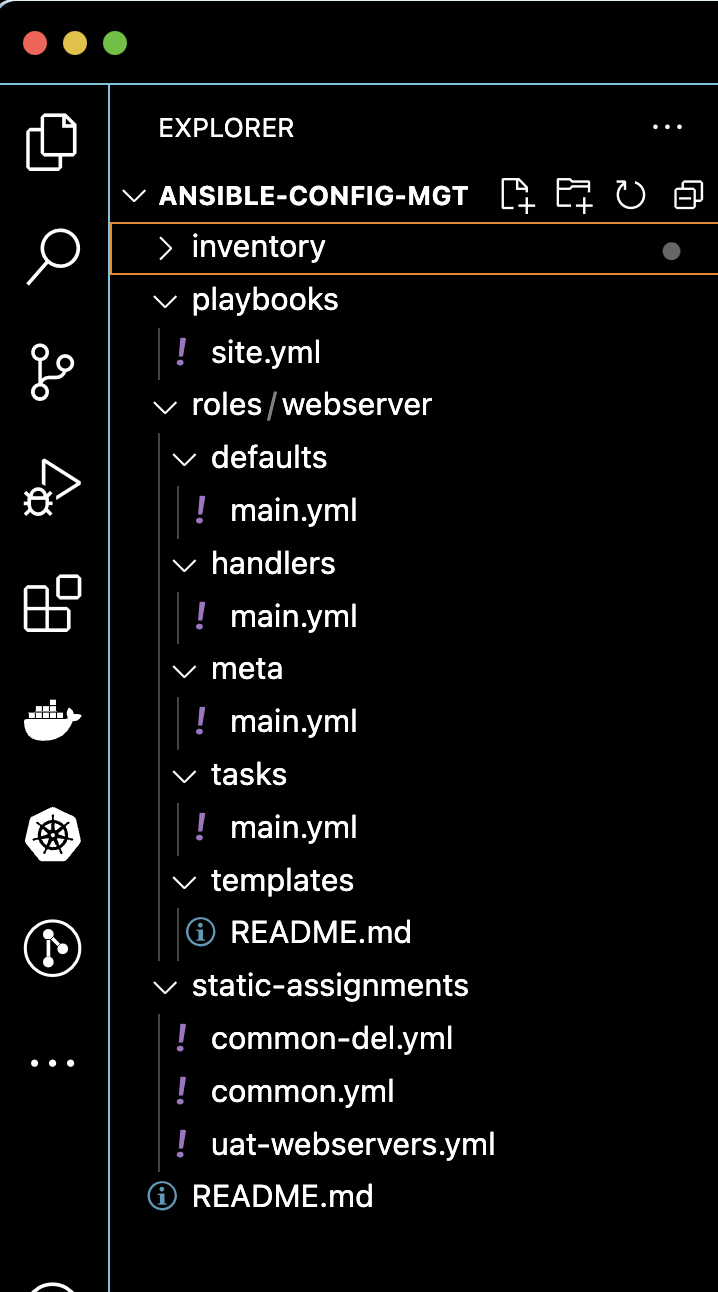 EXPLORER
ANSIBLE-CONFIG-MGT
inventory
playbooks
! site.yml
roles/webserver
defaults
! main.yml
handlers
! main.yml
meta
! main.yml
tasks
! main.yml
templates
README.md
static-assignments
! common-del.yml
! common.yml
! uat-webservers.yml
README.md